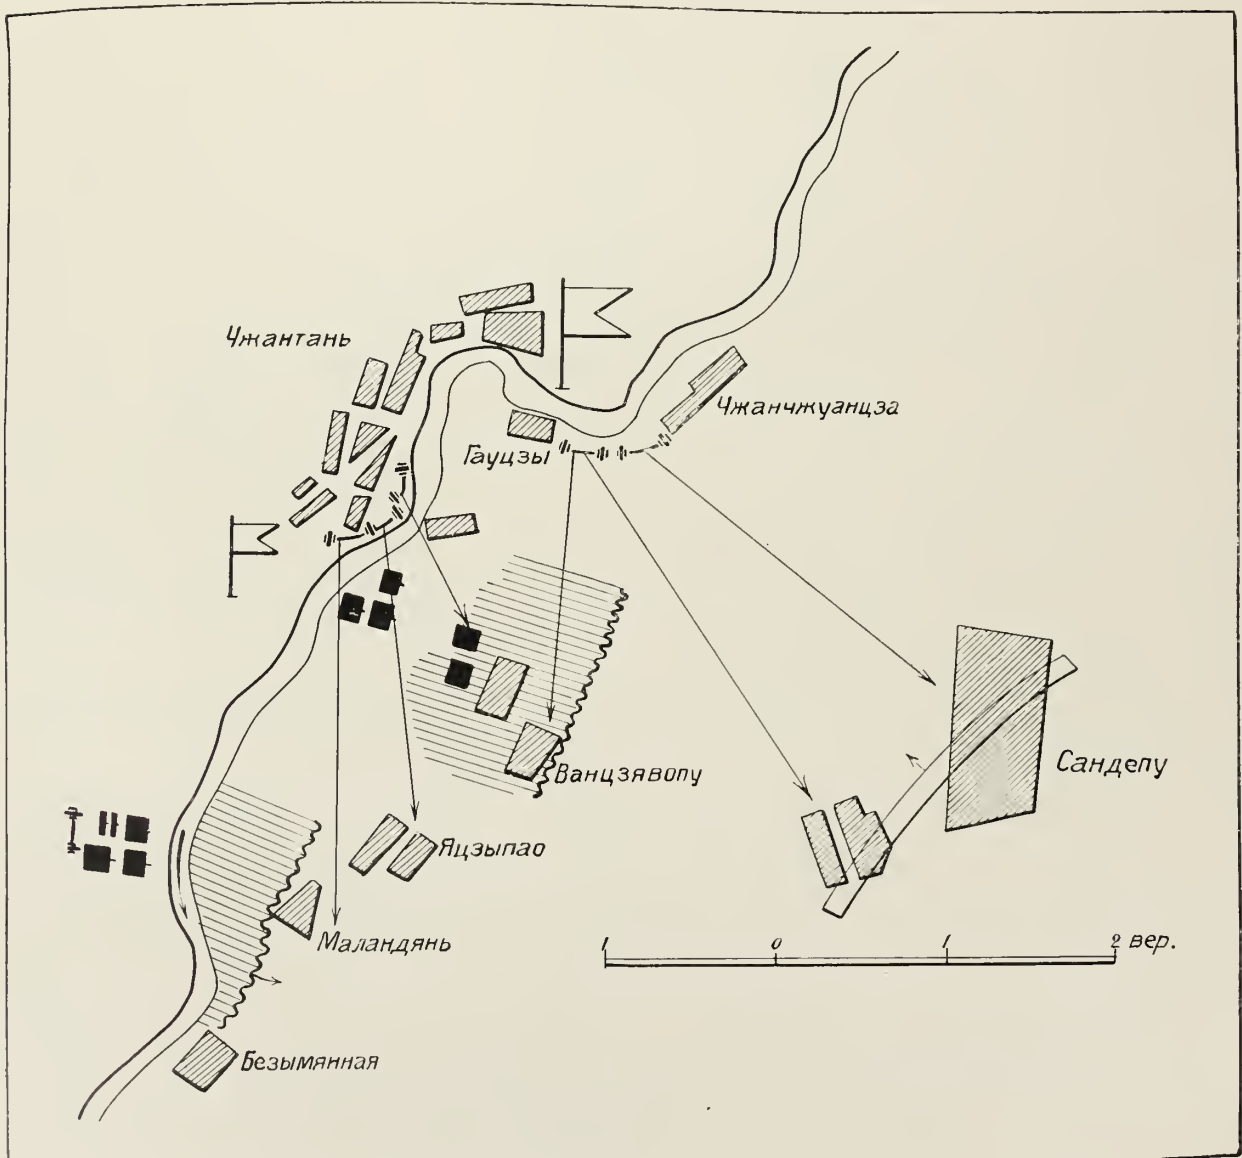 Чжантань
Чжанчжуанцза
Гауцзы
Сандепу
Ванцзявопу
Яцзыпао
Маландянь
1 0 1 2 вер.
Безымянная